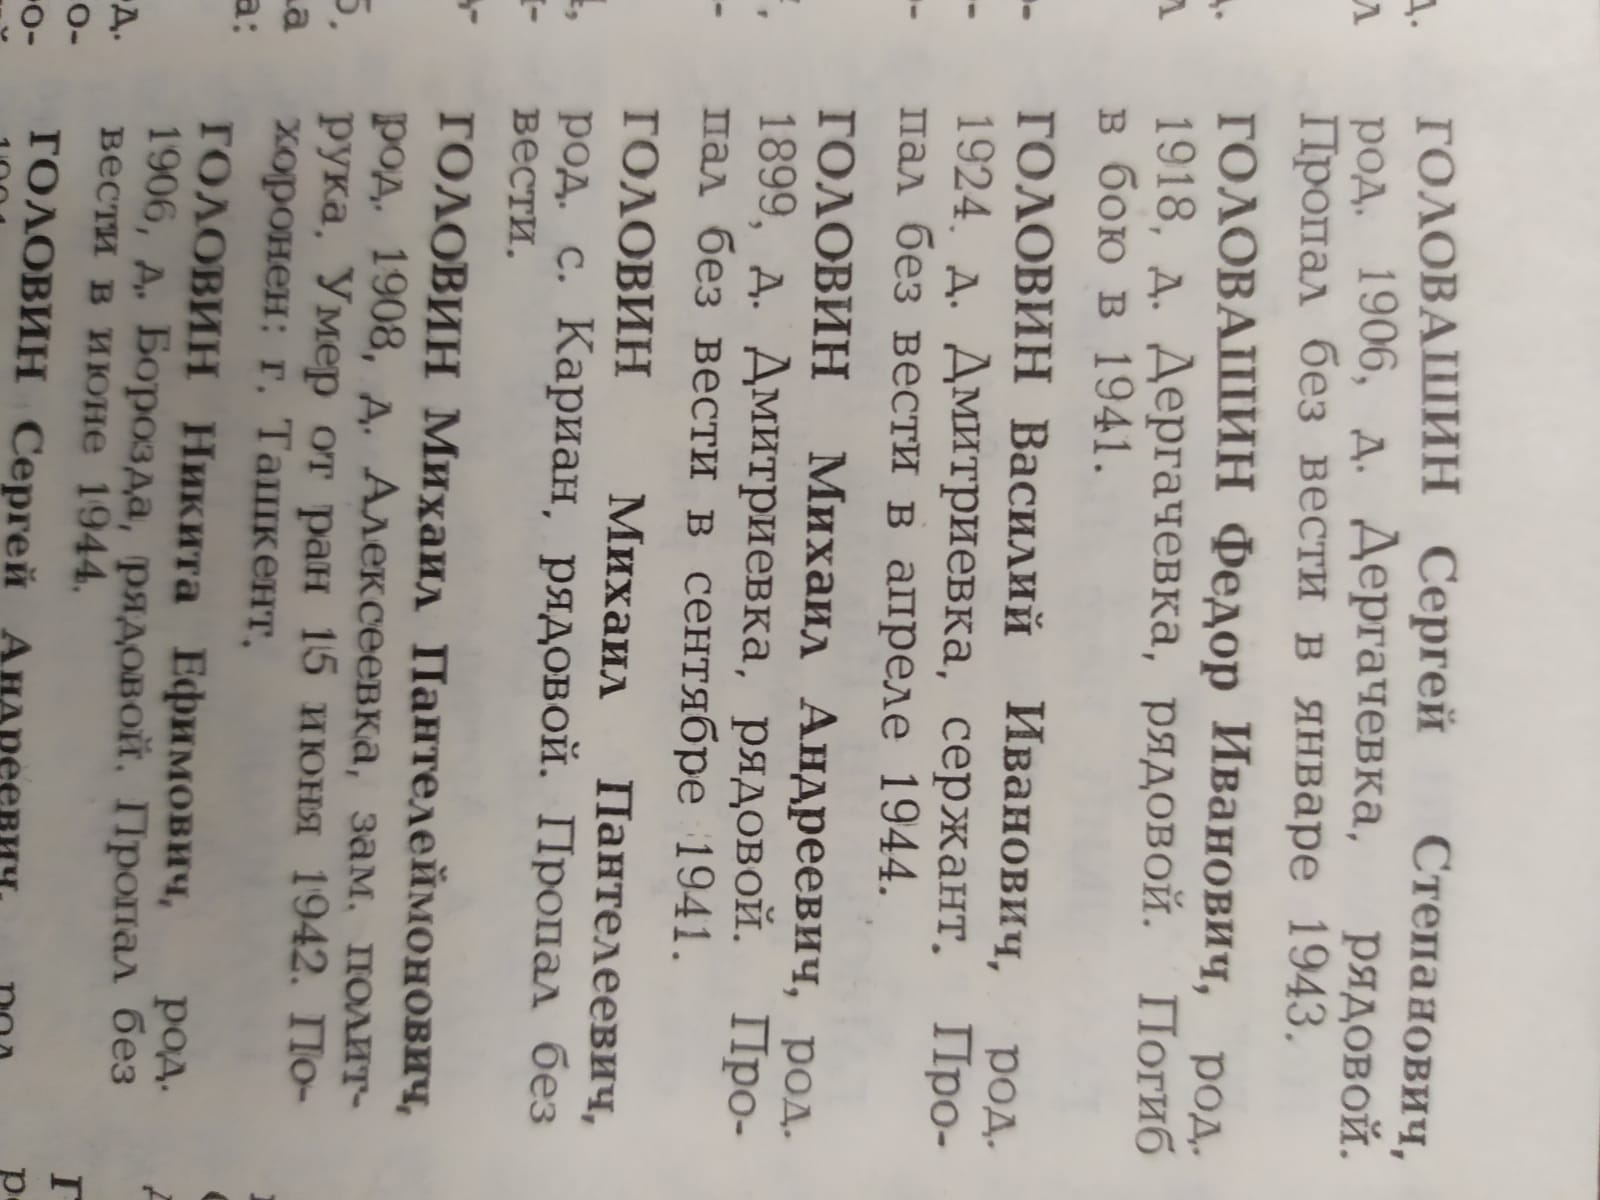 ГОЛОВАШИН Сергей Степанович,
род. 1906, д. Дергачевка, рядовой.
Пропал без вести в январе 1943.
ГОЛОВАШИН Федор Иванович, род.
1918, д. Дергачевка, рядовой. Погиб
в бою в 1941.
ГОЛОВИН Василий Иванович, род.
1924. д. Дмитриевка, сержант. Про-
пал без вести в апреле 1944.
ГОЛОВИН Михаил Андреевич, род.
1899, д. Дмитриевка, рядовой. Про-
пал без вести в сентябре 1941.
ГОЛОВИН Михаил Пантелеевич,
род. с. Кариан, рядовой. Пропал без
вести.
ГОЛОВИН Михаил Пантелеймонович,
род. 1908, д. Алексеевка, зам. полит-
рука. Умер от ран 15 июня 1942. По-
хоронен: г. Ташкент.
ГОЛОВИН Никита Ефимович, род.
1906, д. Борозда, рядовой. Пропал без
вести в июне 1944.
ГОЛОВИН Сергей Андреевич, род.